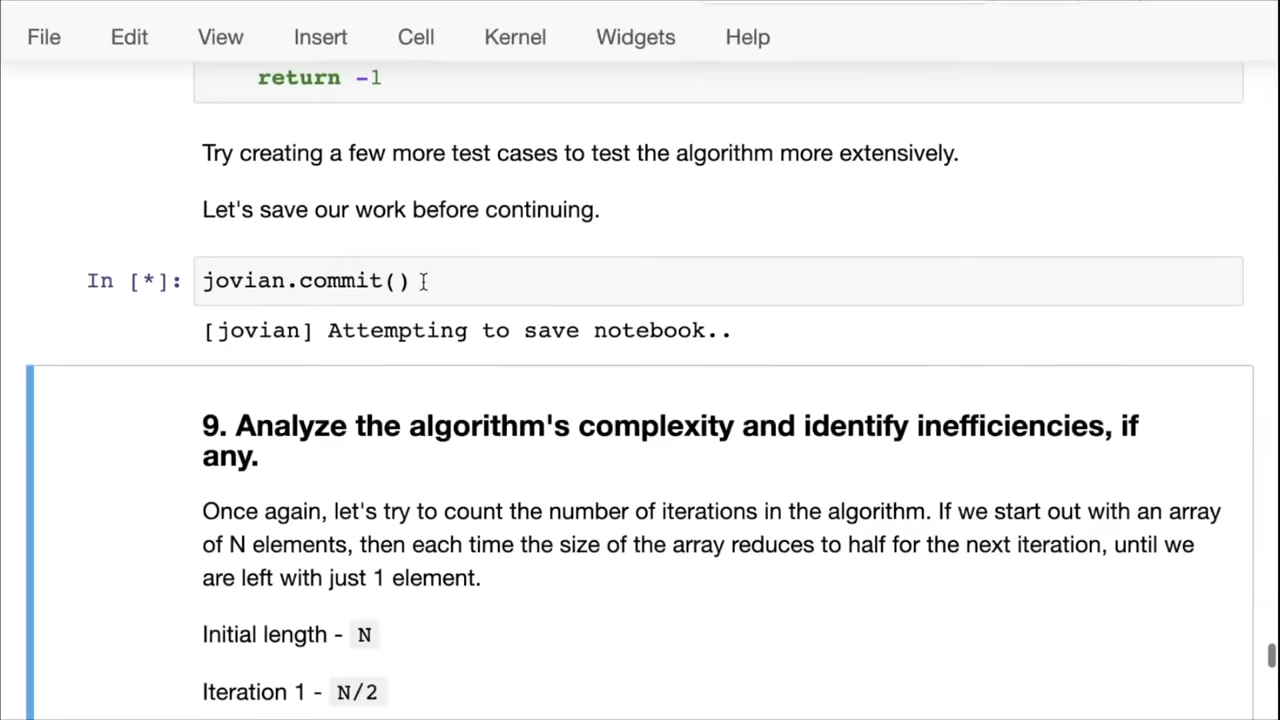 File Edit View Insert Cell Kernel Widgets Help
return -1
Try creating a few more test cases to test the algorithm more extensively.
Let's save our work before continuing.
In [*]: jovian.commit()
[jovian] Attempting to save notebook..
9. Analyze the algorithm's complexity and identify inefficiencies, if
any.
Once again, let's try to count the number of iterations in the algorithm. If we start out with an array
of N elements, then each time the size of the array reduces to half for the next iteration, until we
are left with just 1 element.
Initial length - N
Iteration 1 - N/2